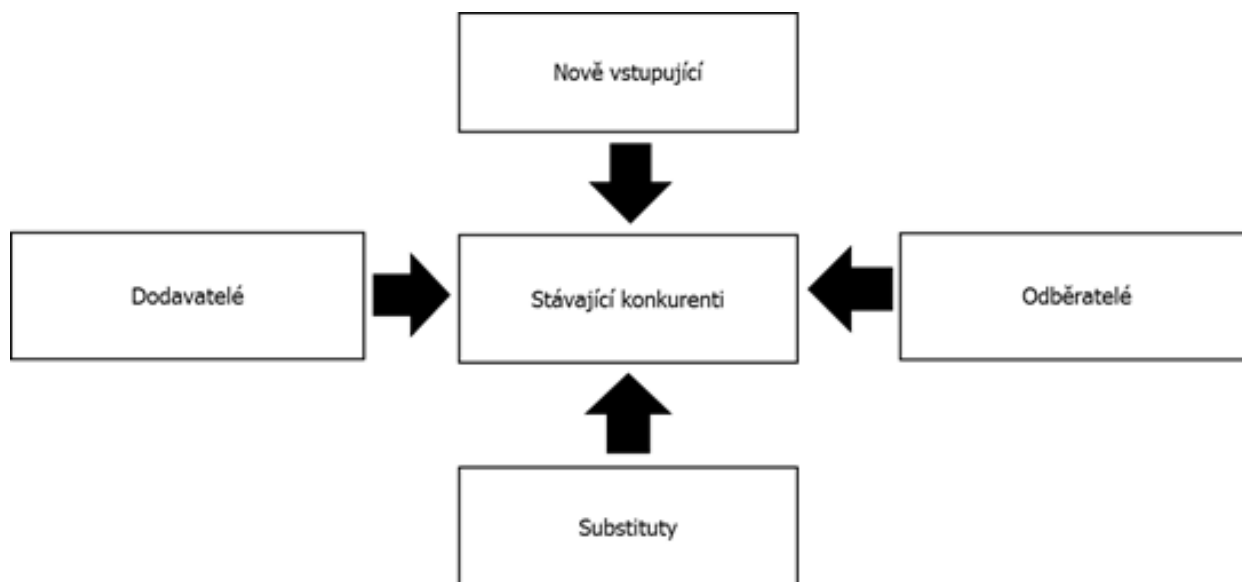 Nově vstupující
Dodavatelé
Stávající konkurenti
Odběratelé
Substituty